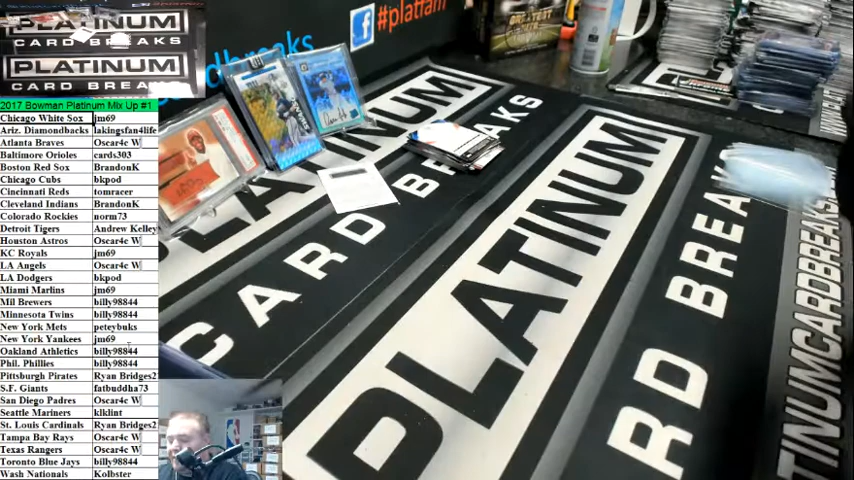 PLATINUM
CARD BREAKS
PLATINUM
CARD BREAKS
2017 Bowman Platinum Mix Up #1
Chicago White Sox jm69
Ariz. Diamondbacks lakingsfan4life
Atlanta Braves Oscar4c W
Baltimore Orioles cards303
Boston Red Sox BrandonK
Chicago Cubs bkpod
Cincinnati Reds tomracer
Cleveland Indians BrandonK
Colorado Rockies norm73
Detroit Tigers Andrew Kelley
Houston Astros Oscar4c W
KC Royals jm69
LA Angels Oscar4c W
LA Dodgers bkpod
Miami Marlins jm69
Mil Brewers billy98844
Minnesota Twins billy98844
New York Mets peteybuks
New York Yankees jm69
Oakland Athletics billy98844
Phil. Phillies billy98844
Pittsburgh Pirates Ryan Bridges2
S.F. Giants fatbuddha73
San Diego Padres Oscar4c W
Seattle Mariners klklint
St. Louis Cardinals Ryan Bridges2
Tampa Bay Rays Oscar4c W
Texas Rangers Oscar4c W
Toronto Blue Jays billy98844
Wash Nationals Kolbster
#platfam
rdbreaks
PLATINUM
CARD BREAKS
PLATINUM
CARD BREAKS
TINUMCARDBREAKS